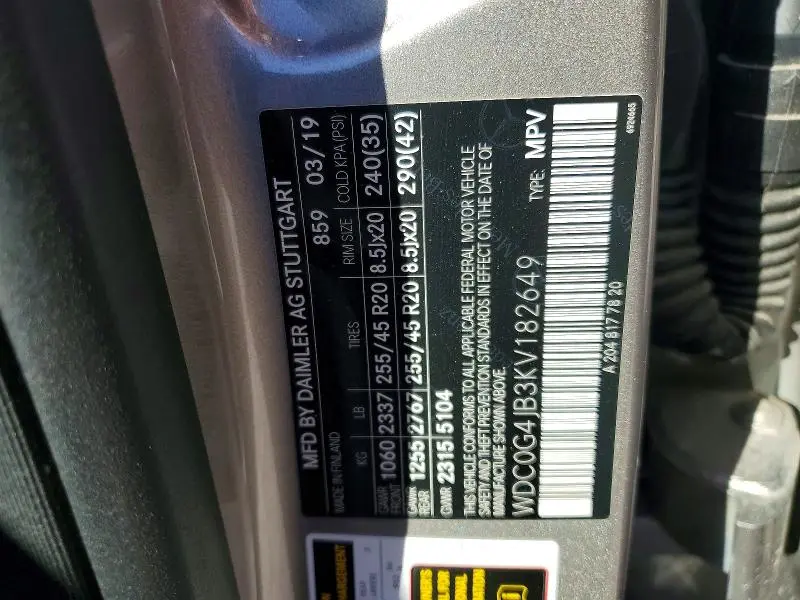 MFD BY DAIMLER AG STUTTGART
MADE IN FINLAND 859 03/19
KG LB TIRES RIM SIZE COLD KPA(PSI)
GAWR FRONT 1060 2337 255/45 R20 8.5Jx20 240(35)
GAWR REAR 1255 2767 255/45 R20 8.5Jx20 290(42)
GVWR 2315 5104
THIS VEHICLE CONFORMS TO ALL APPLICABLE FEDERAL MOTOR VEHICLE
SAFETY AND THEFT PREVENTION STANDARDS IN EFFECT ON THE DATE OF
MANUFACTURE SHOWN ABOVE.
WDC0G4JB3KV182649 TYPE: MPV
A 204 817 78 20
6924665